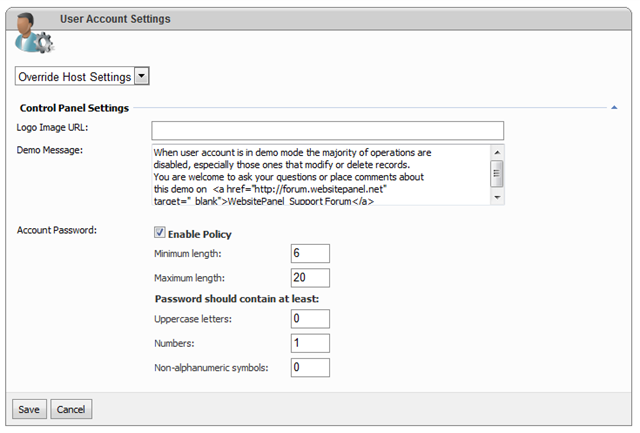 User Account Settings
Override Host Settings
Control Panel Settings
Logo Image URL:
Demo Message:
When user account is in demo mode the majority of operations are
disabled, especially those ones that modify or delete records.
You are welcome to ask your questions or place comments about
this demo on <a href="http://forum.websitepanel.net"
target="_blank">WebsitePanel Support Forum</a>
Account Password:
Enable Policy
Minimum length: 6
Maximum length: 20
Password should contain at least:
Uppercase letters: 0
Numbers: 1
Non-alphanumeric symbols: 0
Save Cancel